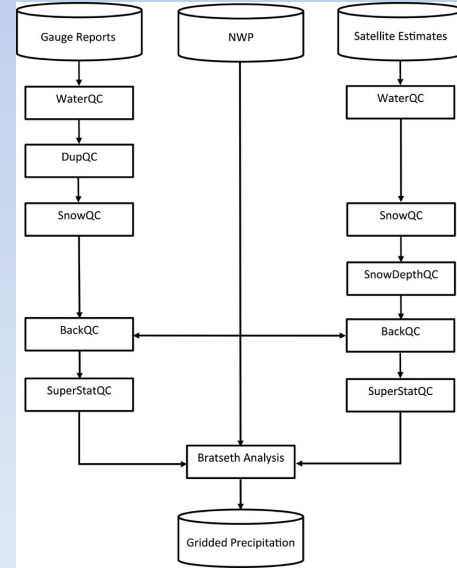 Gauge Reports
NWP
Satellite Estimates
WaterQC
WaterQC
DupQC
SnowQC
SnowQC
SnowDepthQC
BackQC
BackQC
SuperStatQC
SuperStatQC
Bratseth Analysis
Gridded Precipitation